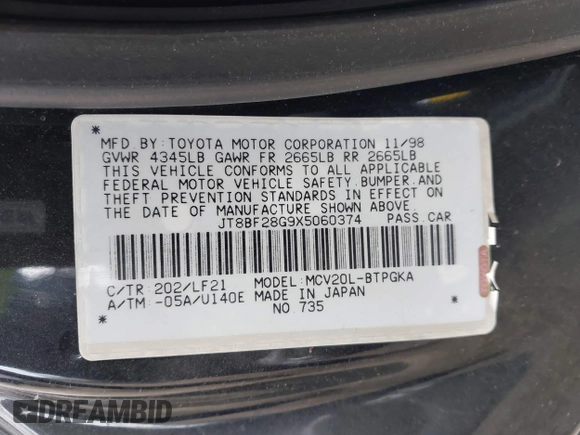 MFD. BY: TOYOTA MOTOR CORPORATION 11/98
GVWR 4345LB GAWR FR 2665LB RR 2665LB
THIS VEHICLE CONFORMS TO ALL APPLICABLE
FEDERAL MOTOR VEHICLE SAFETY, BUMPER, AND
THEFT PREVENTION STANDARDS IN EFFECT ON
THE DATE OF MANUFACTURE SHOWN ABOVE.
JT8BF28G9X5060374 PASS. CAR
C/TR: 202/LF21 MODEL: MCV20L-BTPGKA
A/TM: -05A/U140E MADE IN JAPAN
NO 735
DREAMBID